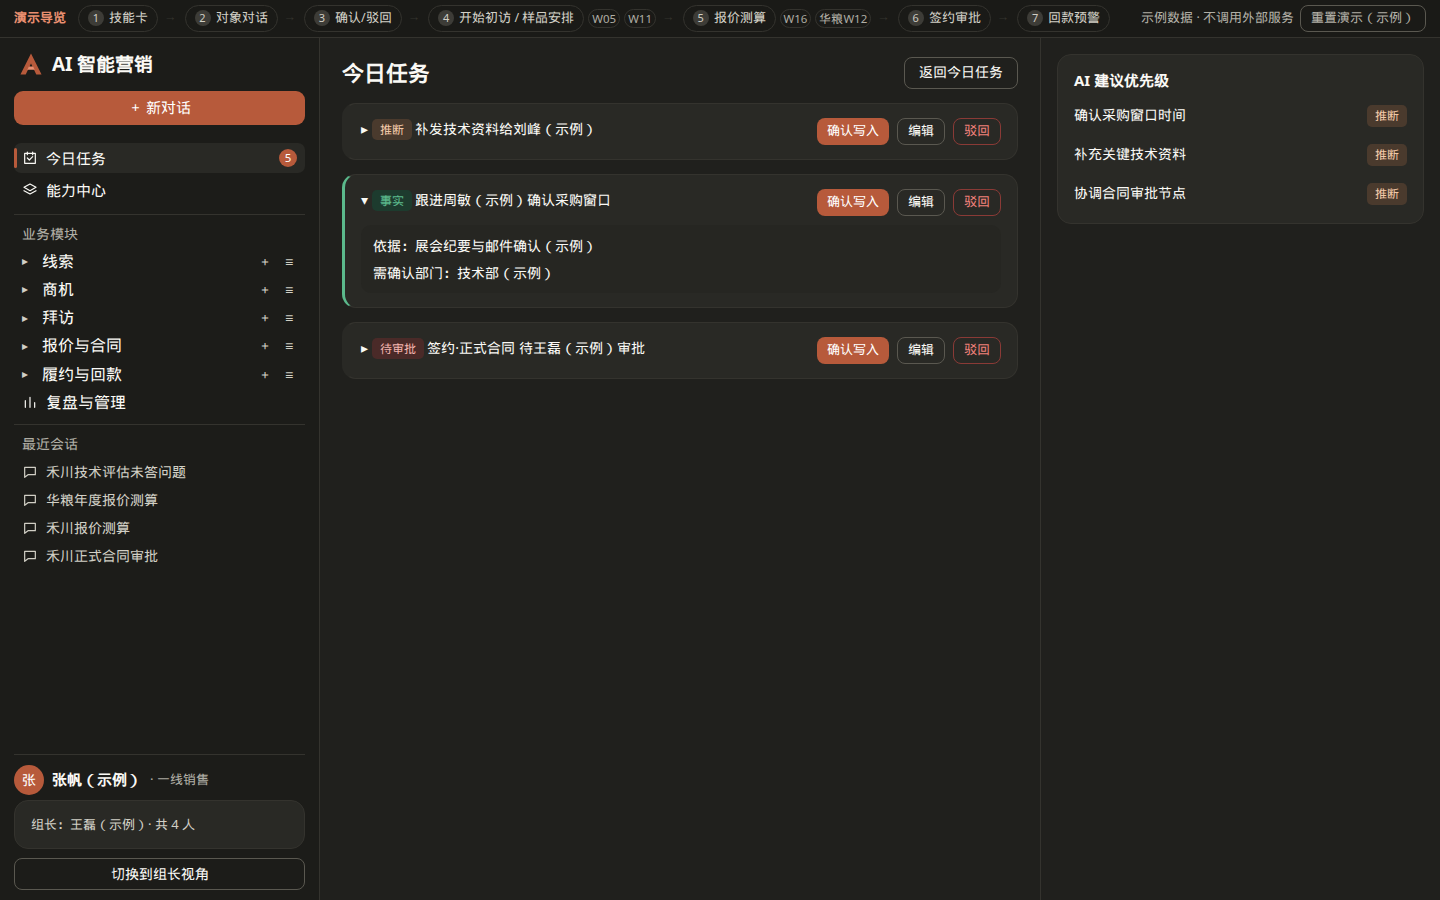 演示导览 1 技能卡 → 2 对象对话 → 3 确认/驳回 → 4 开始初访 / 样品安排 W05 W11 → 5 报价测算 W16 华粮W12 → 6 签约审批 → 7 回款预警 示例数据 · 不调用外部服务 重置演示（示例）
AI 智能营销
+ 新对话
今日任务 5
能力中心
业务模块
▸ 线索 + ≡
▸ 商机 + ≡
▸ 拜访 + ≡
▸ 报价与合同 + ≡
▸ 履约与回款 + ≡
复盘与管理
最近会话
禾川技术评估未答问题
华粮年度报价测算
禾川报价测算
禾川正式合同审批
张 张帆（示例） · 一线销售
组长：王磊（示例）· 共 4 人
切换到组长视角
今日任务 返回今日任务
▸ 推断 补发技术资料给刘峰（示例） 确认写入 编辑 驳回
▾ 事实 跟进周敏（示例）确认采购窗口 确认写入 编辑 驳回
依据：展会纪要与邮件确认（示例）
需确认部门：技术部（示例）
▸ 待审批 签约·正式合同 待王磊（示例）审批 确认写入 编辑 驳回
AI 建议优先级
确认采购窗口时间 推断
补充关键技术资料 推断
协调合同审批节点 推断